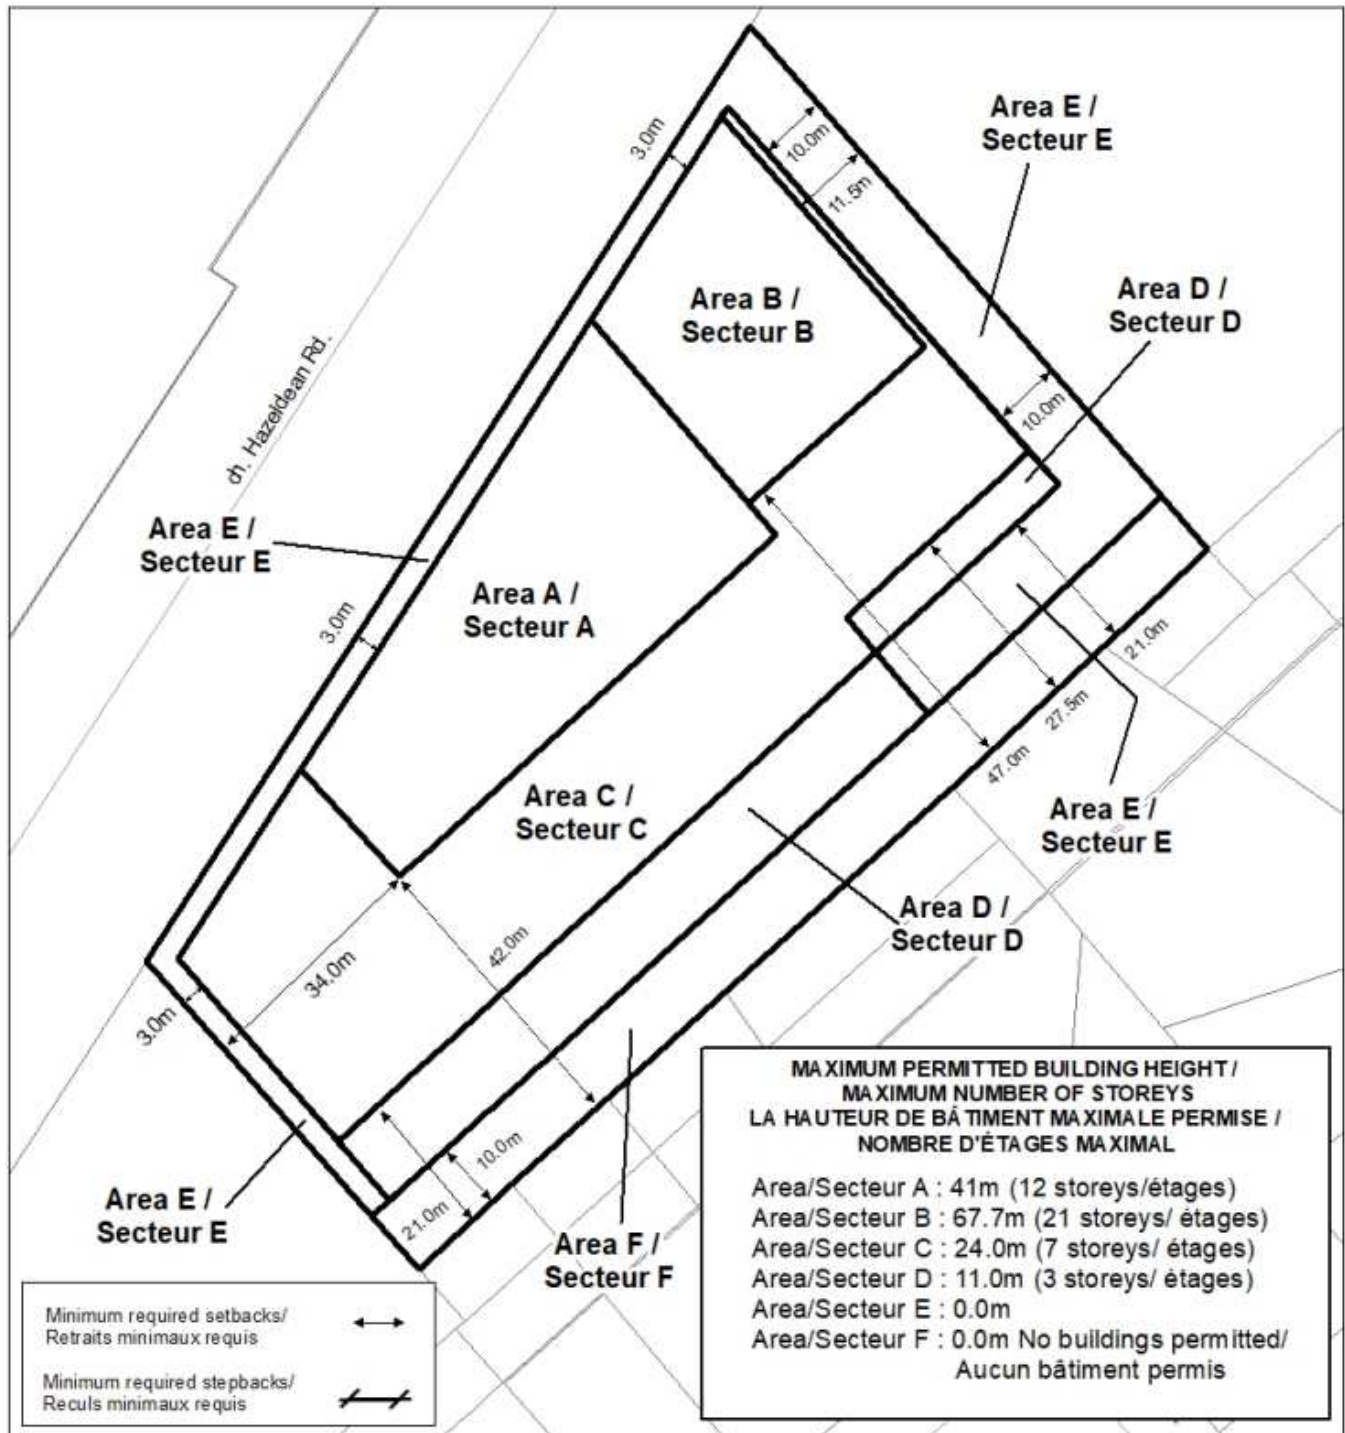 Area E /
Secteur E
3.0m
10.0m
11.5m
Area B /
Secteur B
Area D /
Secteur D
ch. Hazeldean Rd.
10.0m
Area E /
Secteur E
Area A /
Secteur A
3.0m
21.0m
27.5m
47.0m
Area C /
Secteur C
Area E /
Secteur E
Area D /
Secteur D
42.0m
34.0m
3.0m
10.0m
21.0m
Area E /
Secteur E
Area F /
Secteur F
MAXIMUM PERMITTED BUILDING HEIGHT /
MAXIMUM NUMBER OF STOREYS
LA HAUTEUR DE BÂTIMENT MAXIMALE PERMISE /
NOMBRE D'ÉTAGES MAXIMAL
Area/Secteur A : 41m (12 storeys/étages)
Area/Secteur B : 67.7m (21 storeys/ étages)
Area/Secteur C : 24.0m (7 storeys/ étages)
Area/Secteur D : 11.0m (3 storeys/ étages)
Area/Secteur E : 0.0m
Area/Secteur F : 0.0m No buildings permitted/
Aucun bâtiment permis
Minimum required setbacks/
Retraits minimaux requis
Minimum required stepbacks/
Reculs minimaux requis